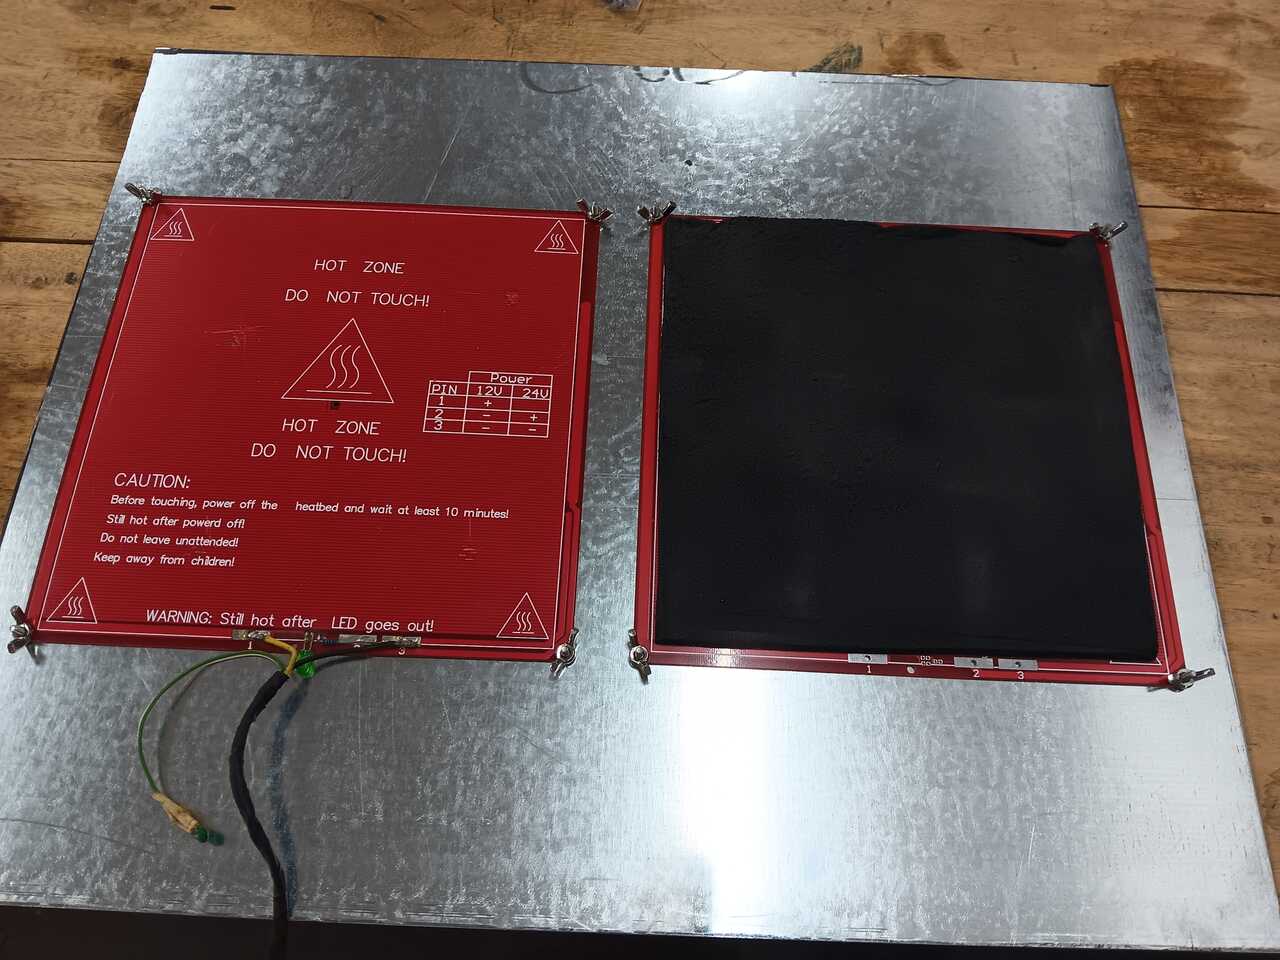 HOT ZONE
DO NOT TOUCH!
Power
PIN 12V 24V
1 +
2 - +
3 - -
HOT ZONE
DO NOT TOUCH!
CAUTION:
Before touching, power off the heatbed and wait at least 10 minutes!
Still hot after powerd off!
Do not leave unattended!
Keep away from children!
WARNING: Still hot after LED goes out!
1 3
1 2 3